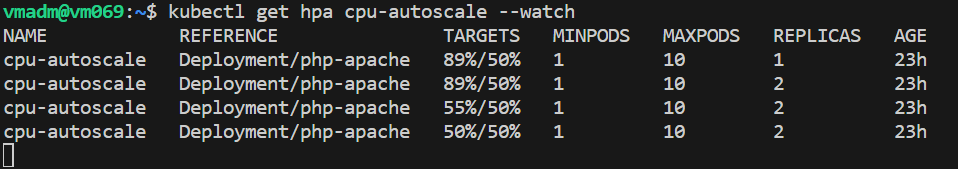 vmadm@vm069:~$ kubectl get hpa cpu-autoscale --watch
NAME            REFERENCE               TARGETS   MINPODS   MAXPODS   REPLICAS   AGE
cpu-autoscale   Deployment/php-apache   89%/50%   1         10        1          23h
cpu-autoscale   Deployment/php-apache   89%/50%   1         10        2          23h
cpu-autoscale   Deployment/php-apache   55%/50%   1         10        2          23h
cpu-autoscale   Deployment/php-apache   50%/50%   1         10        2          23h